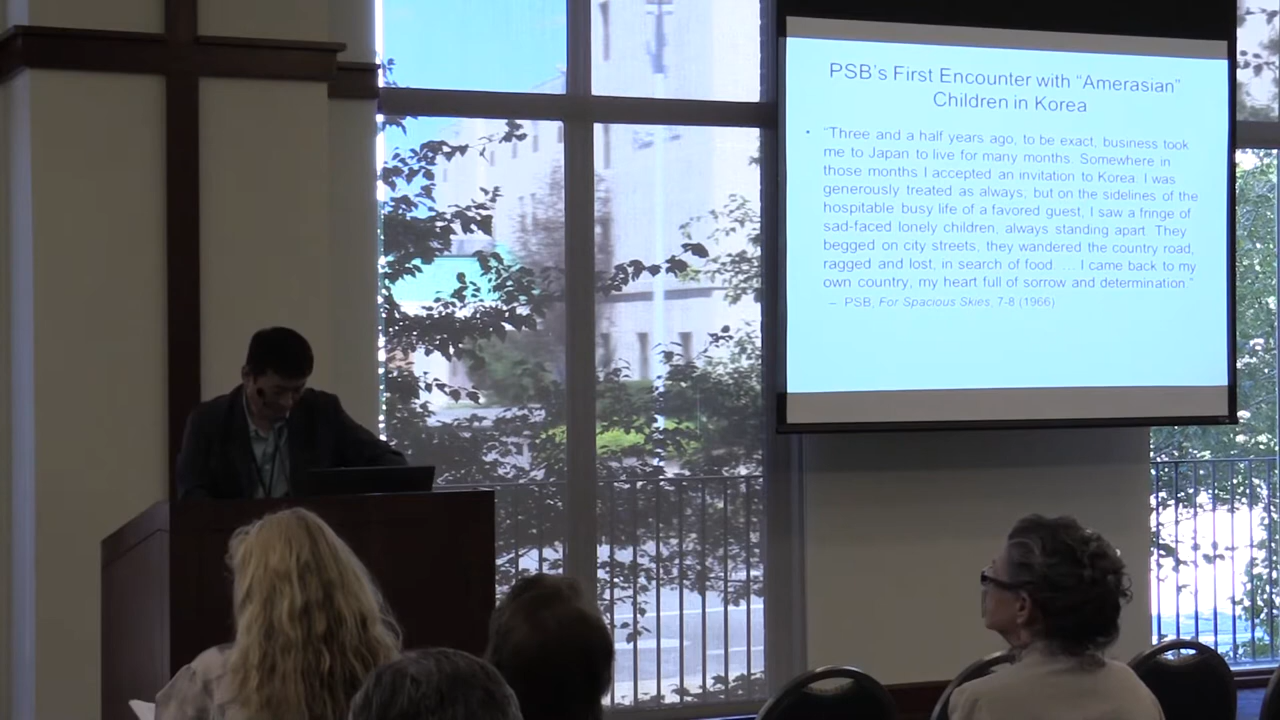 PSB's First Encounter with "Amerasian"
Children in Korea
• "Three and a half years ago, to be exact, business took
me to Japan to live for many months. Somewhere in
those months I accepted an invitation to Korea. I was
generously treated as always, but on the sidelines of the
hospitable busy life of a favored guest, I saw a fringe of
sad-faced lonely children, always standing apart. They
begged on city streets, they wandered the country road,
ragged and lost, in search of food. ... I came back to my
own country, my heart full of sorrow and determination."
– PSB, For Spacious Skies, 7-8 (1966)